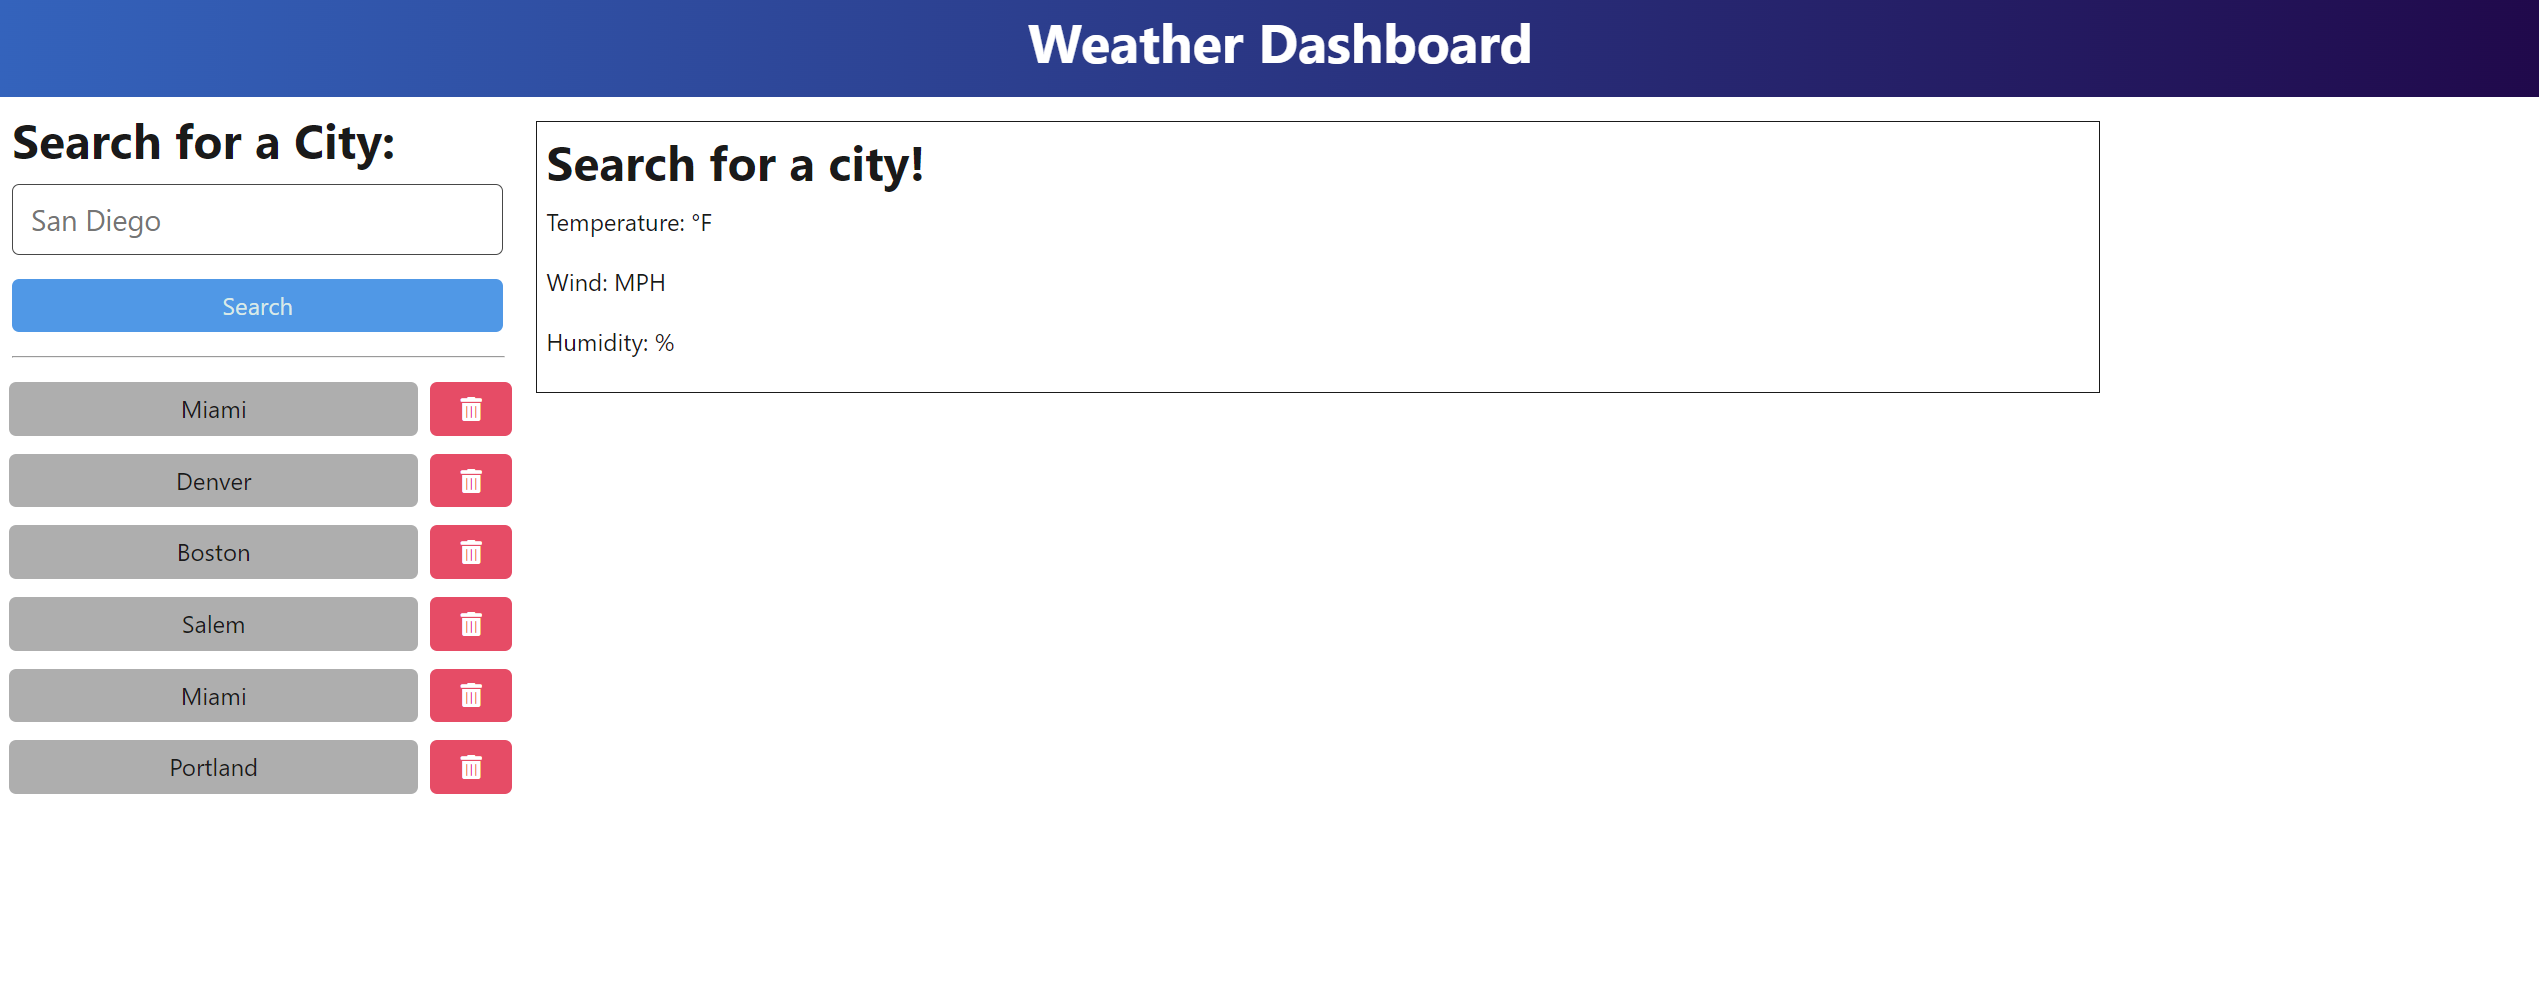 Weather Dashboard
Search for a City:
San Diego
Search
Miami
Denver
Boston
Salem
Miami
Portland
Search for a city!
Temperature: °F
Wind: MPH
Humidity: %